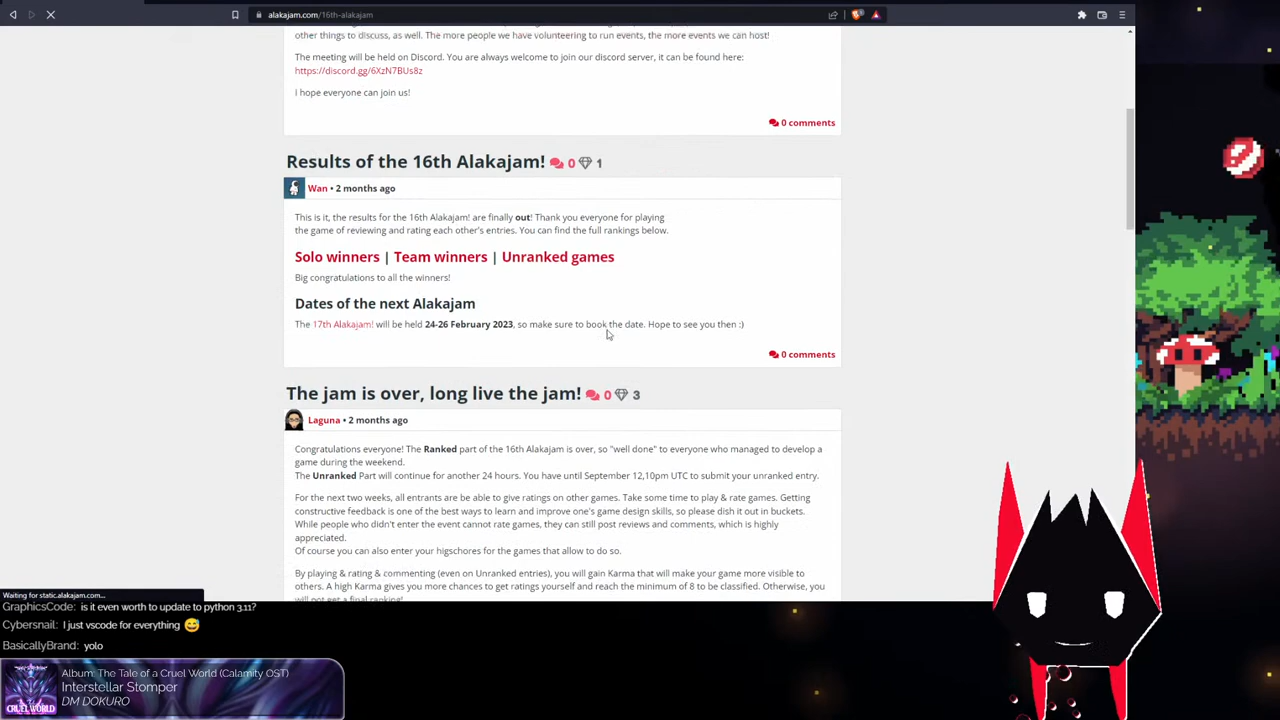 alakajam.com/16th-alakajam
other things to discuss, as well. The more people we have volunteering to run events, the more events we can host!
The meeting will be held on Discord. You are always welcome to join our discord server, it can be found here:
https://discord.gg/6XzN7BUs8z
I hope everyone can join us!
0 comments
Results of the 16th Alakajam! 0 1
Wan • 2 months ago
This is it, the results for the 16th Alakajam! are finally out! Thank you everyone for playing
the game of reviewing and rating each other's entries. You can find the full rankings below.
Solo winners | Team winners | Unranked games
Big congratulations to all the winners!
Dates of the next Alakajam
The 17th Alakajam! will be held 24-26 February 2023, so make sure to book the date. Hope to see you then :)
0 comments
The jam is over, long live the jam! 0 3
Laguna • 2 months ago
Congratulations everyone! The Ranked part of the 16th Alakajam is over, so "well done" to everyone who managed to develop a
game during the weekend.
The Unranked Part will continue for another 24 hours. You have until September 12,10pm UTC to submit your unranked entry.
For the next two weeks, all entrants are be able to give ratings on other games. Take some time to play & rate games. Getting
constructive feedback is one of the best ways to learn and improve one's game design skills, so please dish it out in buckets.
While people who didn't enter the event cannot rate games, they can still post reviews and comments, which is highly
appreciated.
Of course you can also enter your higschores for the games that allow to do so.
By playing & rating & commenting (even on Unranked entries), you will gain Karma that will make your game more visible to
others. A high Karma gives you more chances to get ratings yourself and reach the minimum of 8 to be classified. Otherwise, you
will not get a final ranking!
Waiting for static.alakajam.com...
GraphicsCode: is it even worth to update to python 3.11?
Cybersnail: I just vscode for everything 😅
BasicallyBrand: yolo
Album: The Tale of a Cruel World (Calamity OST)
Interstellar Stomper
DM DOKURO